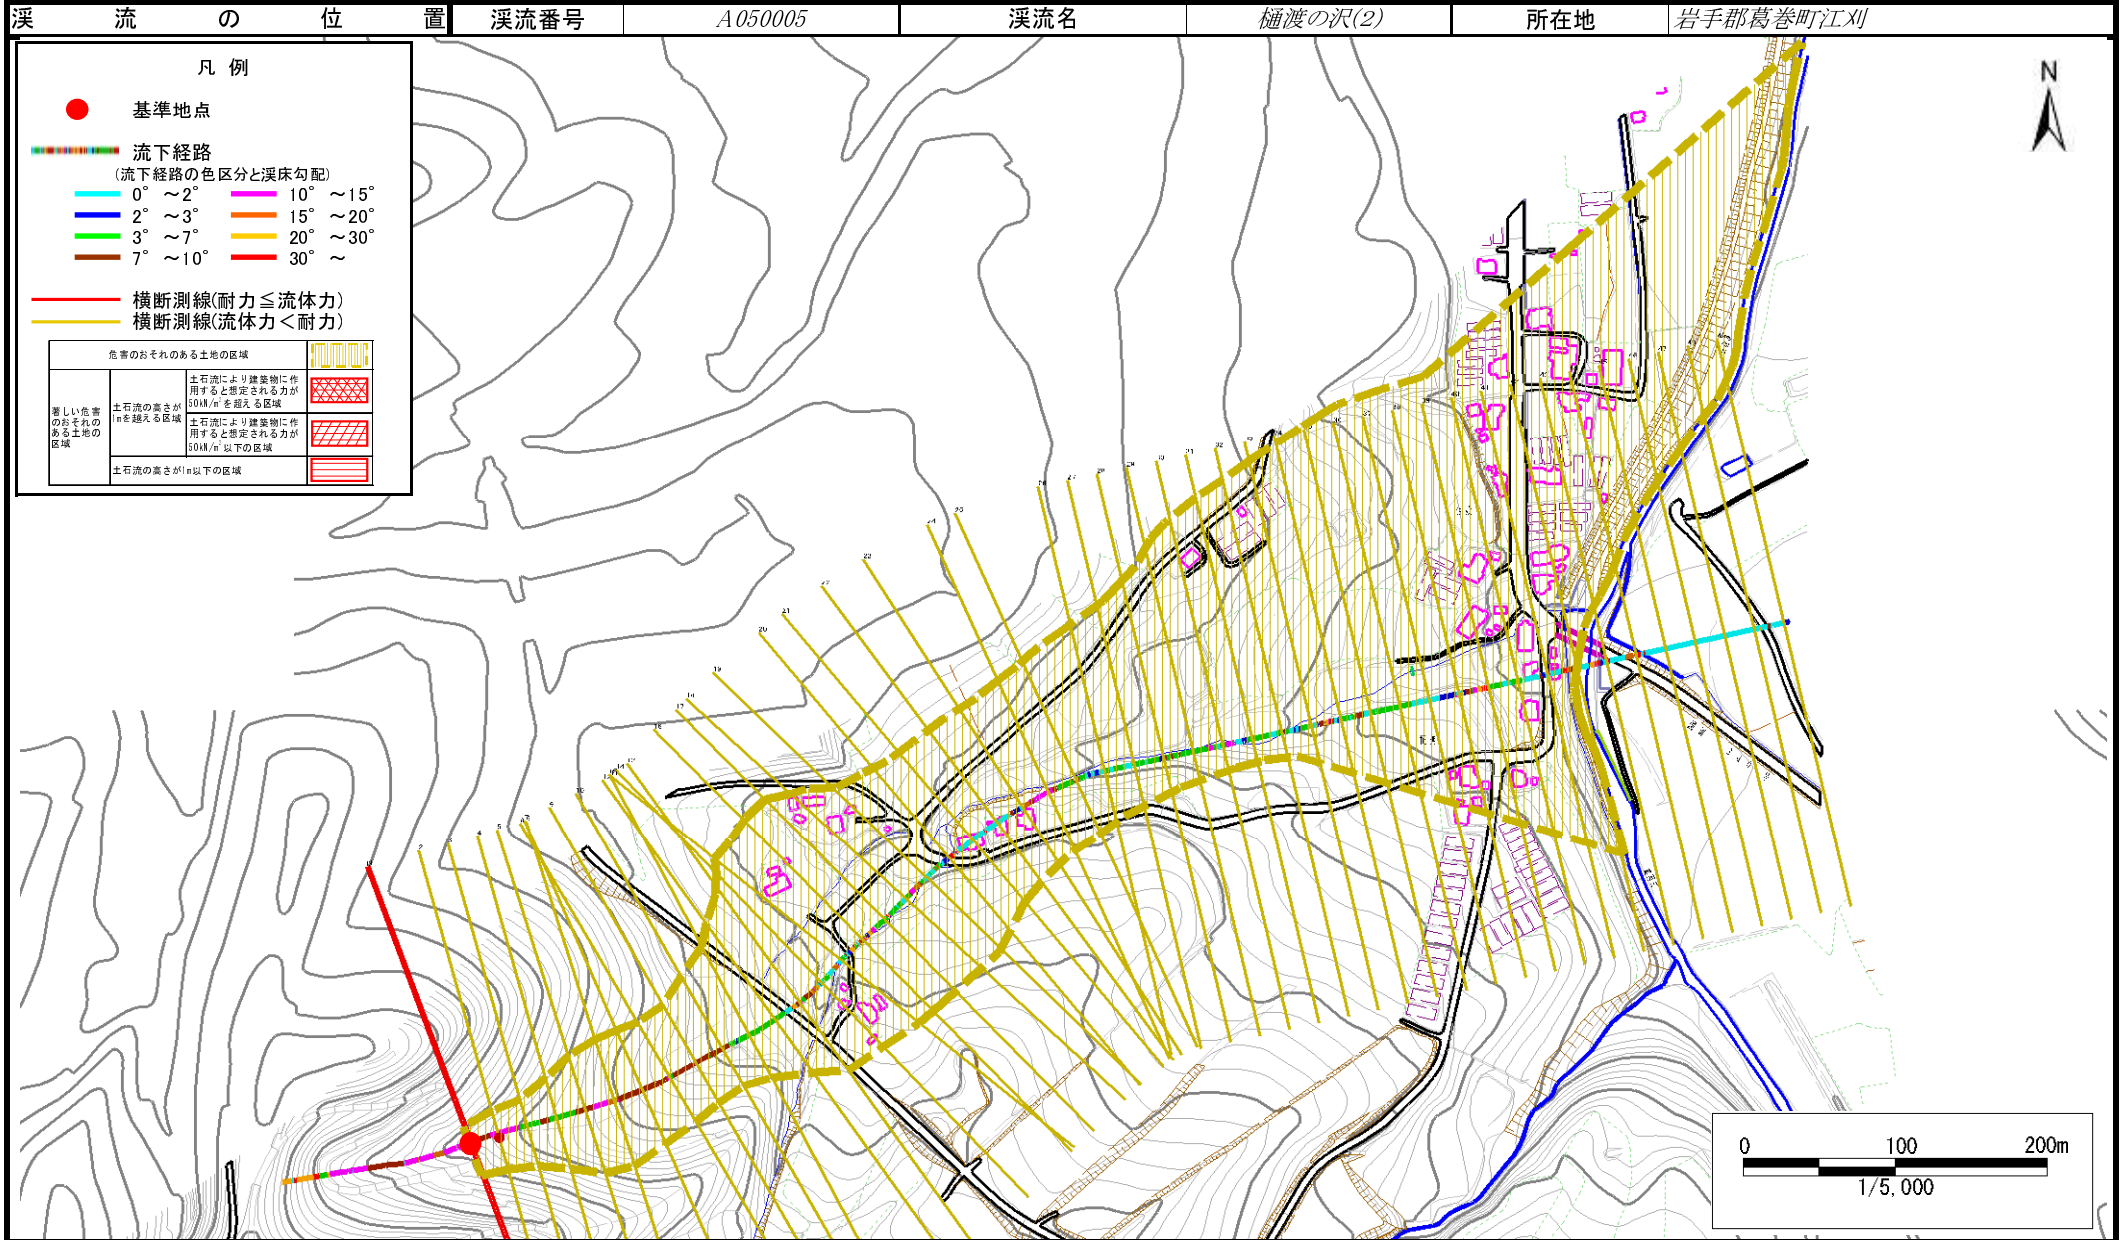 渓流の位置 渓流番号 A050005 渓流名 樋渡の沢(2) 所在地 岩手郡葛巻町江刈
凡 例
基準地点
流下経路
(流下経路の色区分と渓床勾配)
0° ～2° 10° ～15°
2° ～3° 15° ～20°
3° ～7° 20° ～30°
7° ～10° 30° ～
横断測線(耐力≦流体力)
横断測線(流体力＜耐力)
危害のおそれのある土地の区域
著しい危害のおそれのある土地の区域
土石流の高さが1mを越える区域
土石流により建築物に作用すると想定される力が50kN/㎡を超える区域
土石流により建築物に作用すると想定される力が50kN/㎡以下の区域
土石流の高さが1m以下の区域
N
0 100 200m
1/5,000